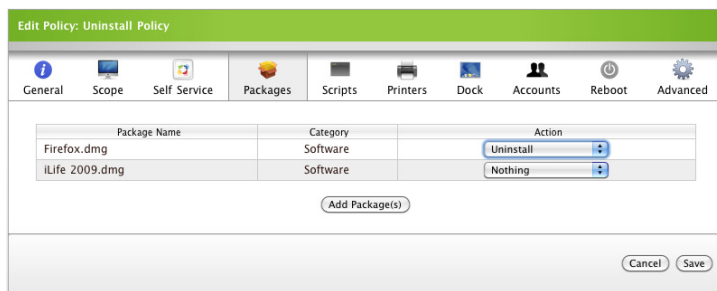 Edit Policy: Uninstall Policy
General Scope Self Service Packages Scripts Printers Dock Accounts Reboot Advanced
Package Name Category Action
Firefox.dmg Software Uninstall
iLife 2009.dmg Software Nothing
Add Package(s)
Cancel Save